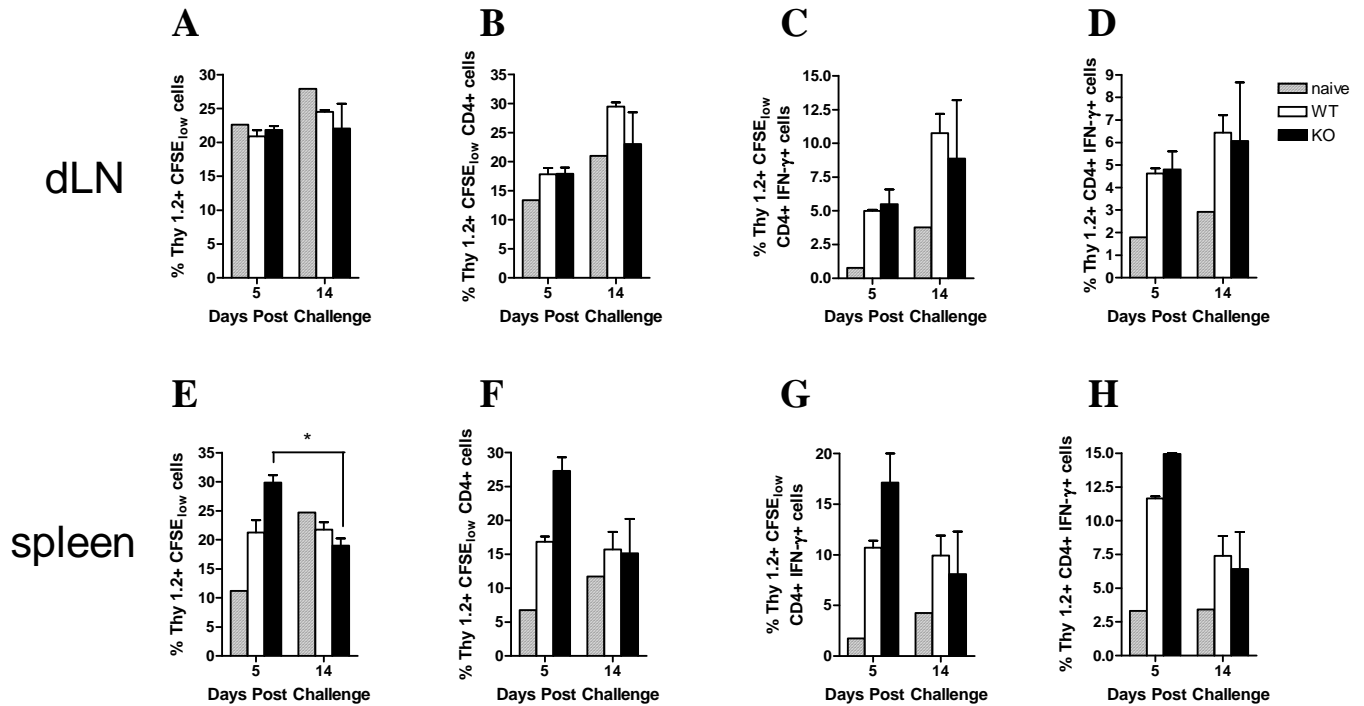 A
B
C
D
dLN
% Thy 1.2+ CFSElow cells
30
25
20
15
10
5
0
5
14
Days Post Challenge
% Thy 1.2+ CFSElow CD4+ cells
35
30
25
20
15
10
5
0
5
14
Days Post Challenge
% Thy 1.2+ CFSElow
CD4+ IFN-γ+ cells
15.0
12.5
10.0
7.5
5.0
2.5
0.0
5
14
Days Post Challenge
% Thy 1.2+ CD4+ IFN-γ+ cells
9
8
7
6
5
4
3
2
1
0
5
14
Days Post Challenge
naive
WT
KO
E
F
G
H
spleen
% Thy 1.2+ CFSElow cells
35
30
25
20
15
10
5
0
*
5
14
Days Post Challenge
% Thy 1.2+ CFSElow CD4+ cells
30
25
20
15
10
5
0
5
14
Days Post Challenge
% Thy 1.2+ CFSElow
CD4+ IFN-γ+ cells
20
15
10
5
0
5
14
Days Post Challenge
% Thy 1.2+ CD4+ IFN-γ+ cells
15.0
12.5
10.0
7.5
5.0
2.5
0.0
5
14
Days Post Challenge